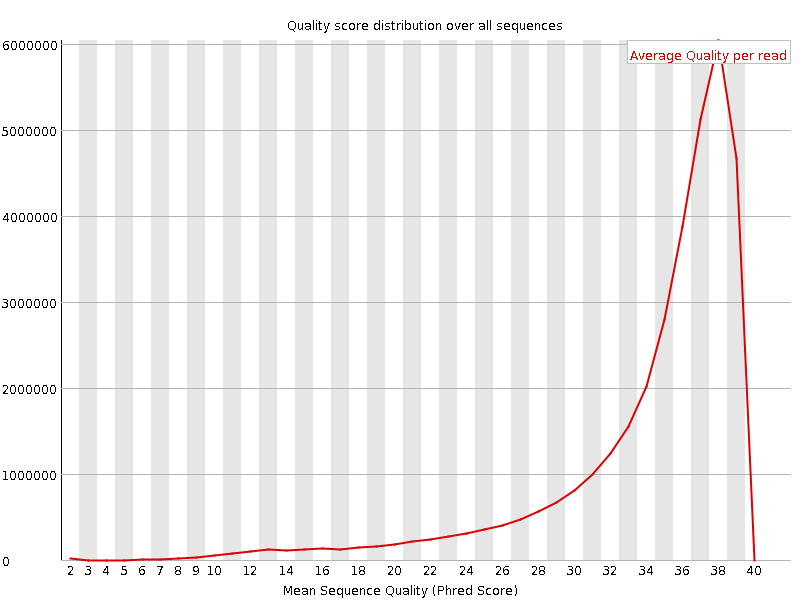 Quality score distribution over all sequences
Average Quality per read
6000000
5000000
4000000
3000000
2000000
1000000
0
2 3 4 5 6 7 8 9 10 12 14 16 18 20 22 24 26 28 30 32 34 36 38 40
Mean Sequence Quality (Phred Score)